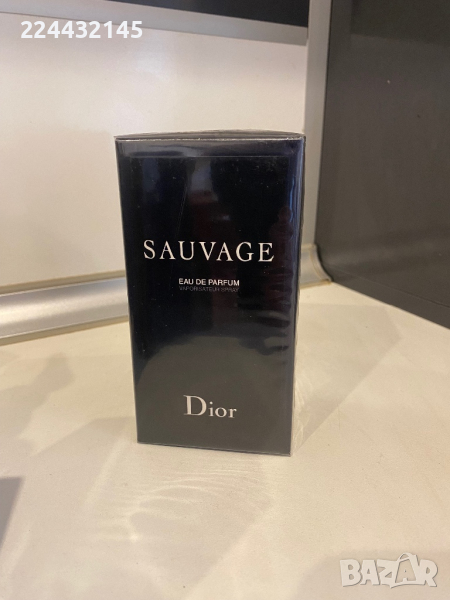 224432145
SAUVAGE
EAU DE PARFUM
VAPORISATEUR SPRAY
Dior
BAZAR